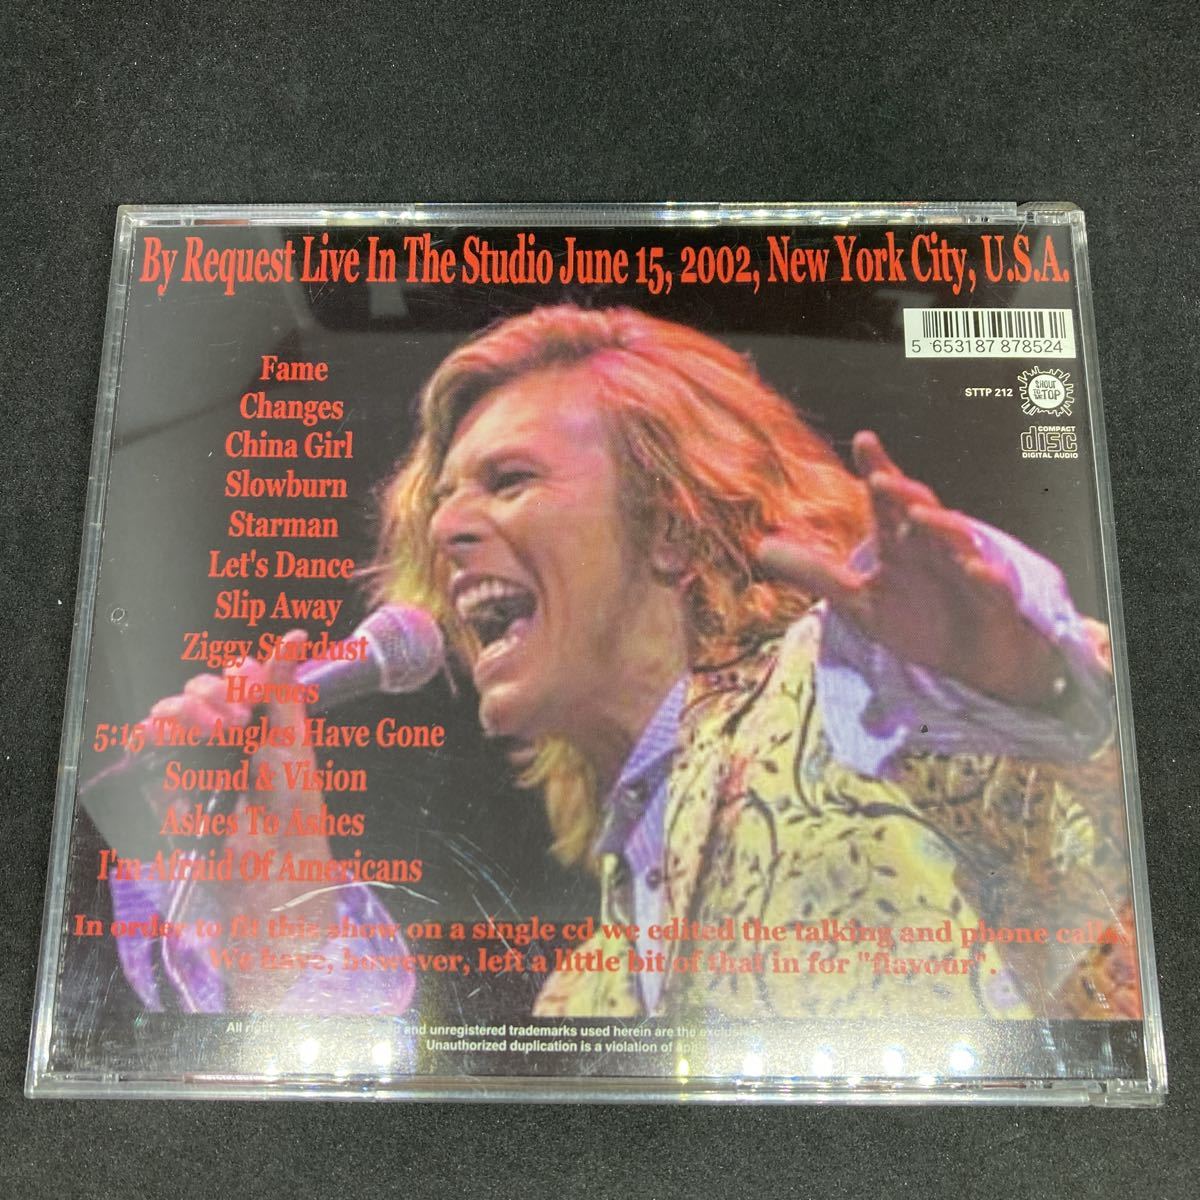 By Request Live In The Studio June 15, 2002, New York City, U.S.A.
5 653187 878524
STTP 212
SHOUT TO THE TOP
COMPACT
disc
DIGITAL AUDIO
Fame
Changes
China Girl
Slowburn
Starman
Let's Dance
Slip Away
Ziggy Stardust
Heroes
5:15 The Angles Have Gone
Sound & Vision
Ashes To Ashes
I'm Afraid Of Americans
In order to fit this show on a single cd we edited the talking and phone calls.
We have, however, left a little bit of that in for "flavour".
All and unregistered trademarks used herein are the
Unauthorized duplication is a violation of